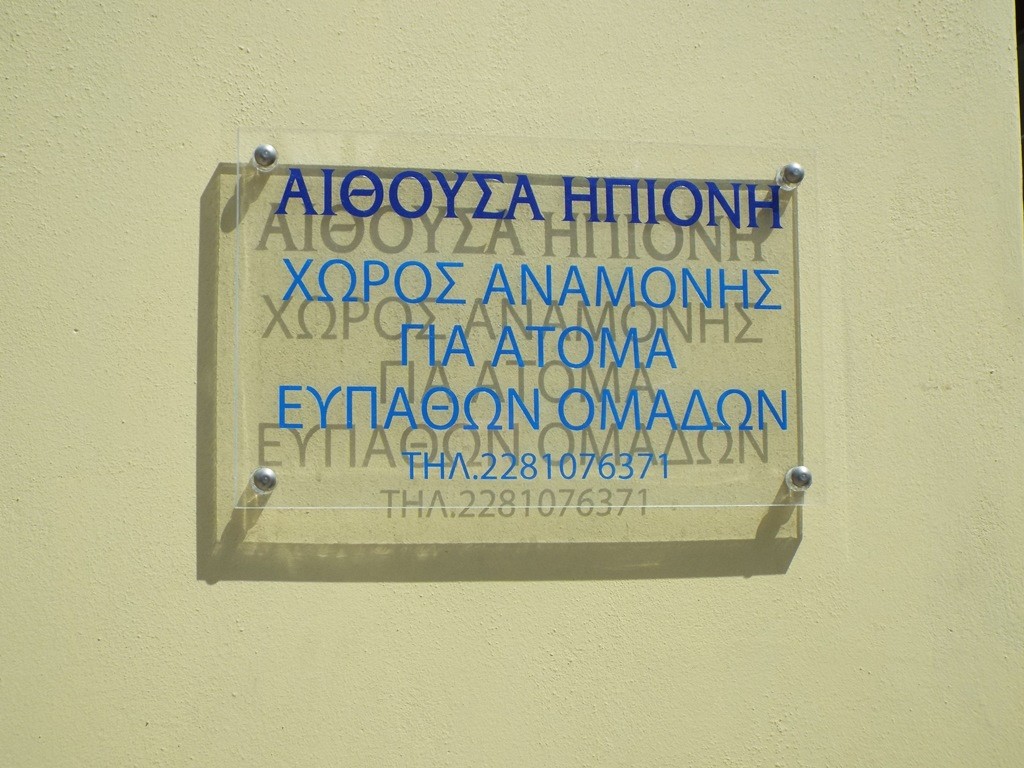 ΑΙΘΟΥΣΑ ΗΠΙΟΝΗ
ΧΩΡΟΣ ΑΝΑΜΟΝΗΣ
ΓΙΑ ΑΤΟΜΑ
ΕΥΠΑΘΩΝ ΟΜΑΔΩΝ
ΤΗΛ.2281076371